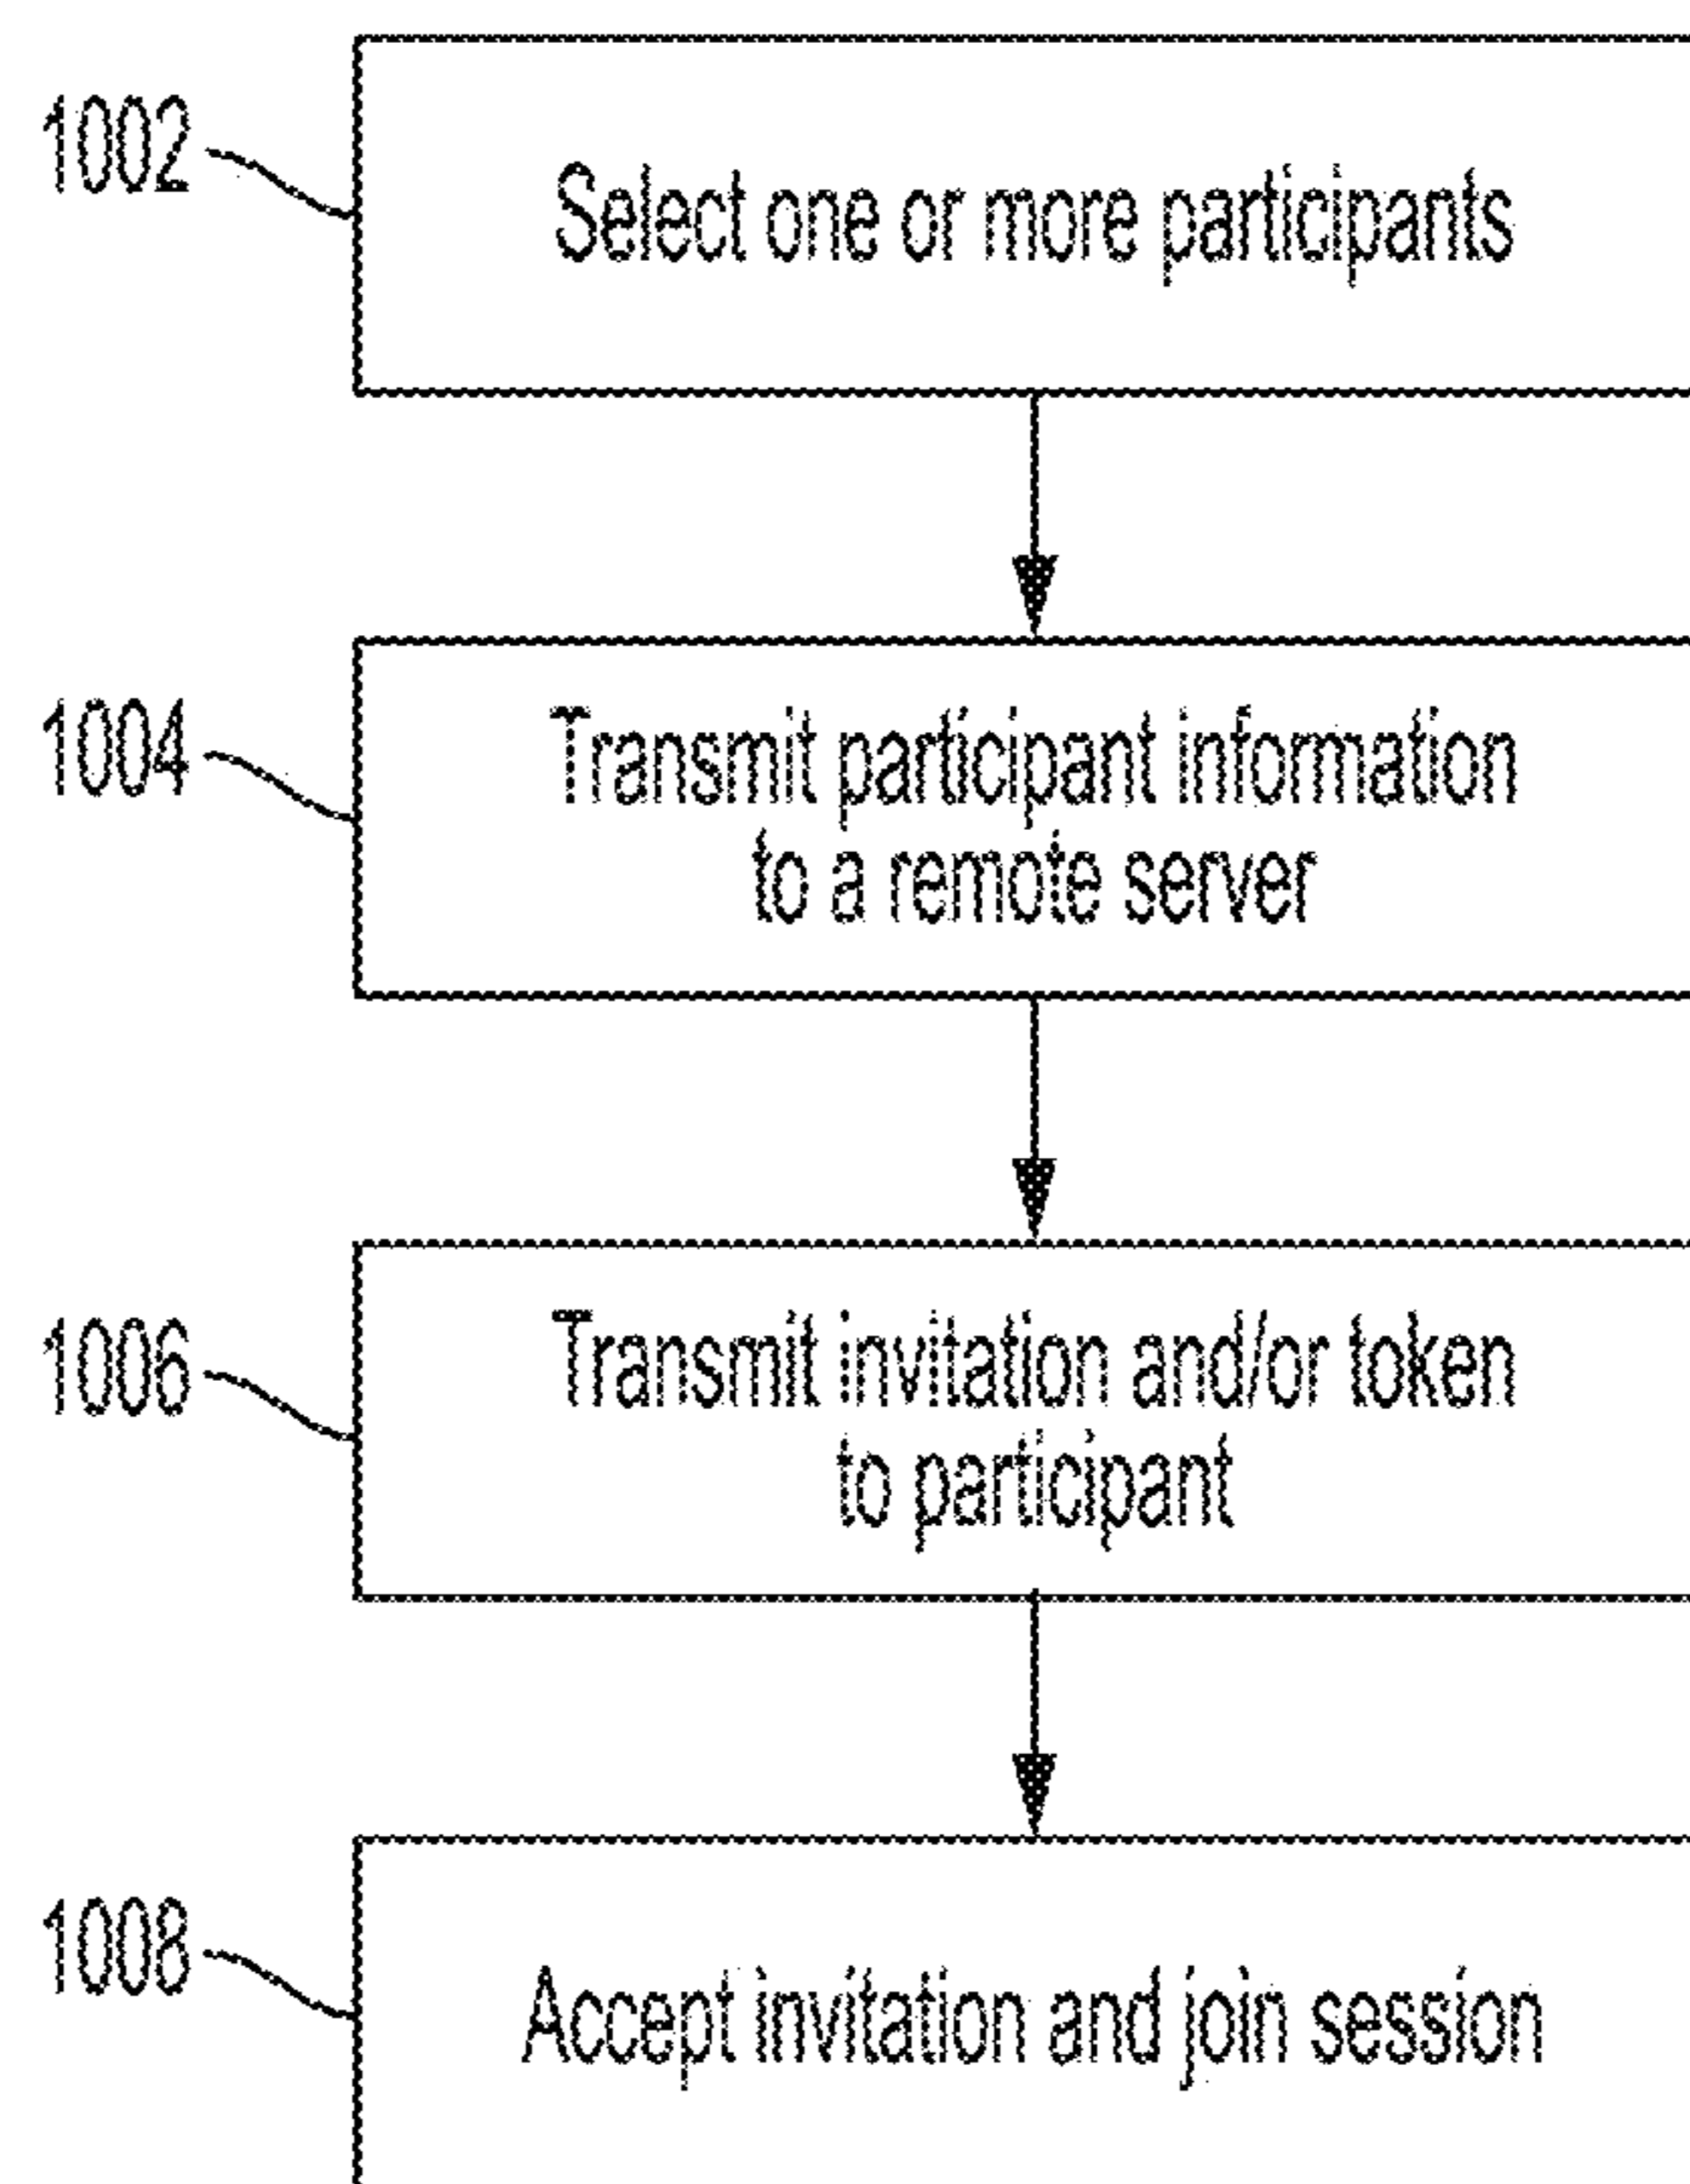 1002
Select one or more participants
1004
Transmit participant information
to a remote server
1006
Transmit invitation and/or token
to participant
1008
Accept invitation and join session